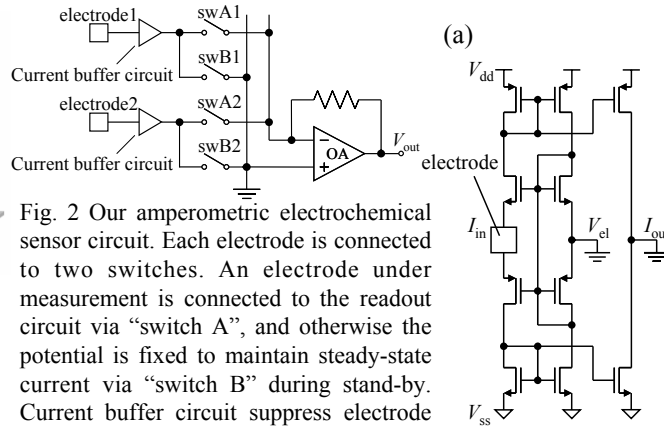 electrode1
swA1
Current buffer circuit
swB1
electrode2
swA2
Current buffer circuit
swB2
OA
V_out
Fig. 2 Our amperometric electrochemical
sensor circuit. Each electrode is connected
to two switches. An electrode under
measurement is connected to the readout
circuit via “switch A”, and otherwise the
potential is fixed to maintain steady-state
current via “switch B” during stand-by.
Current buffer circuit suppress electrode
(a)
V_dd
electrode
I_in
V_el
I_ou
V_ss